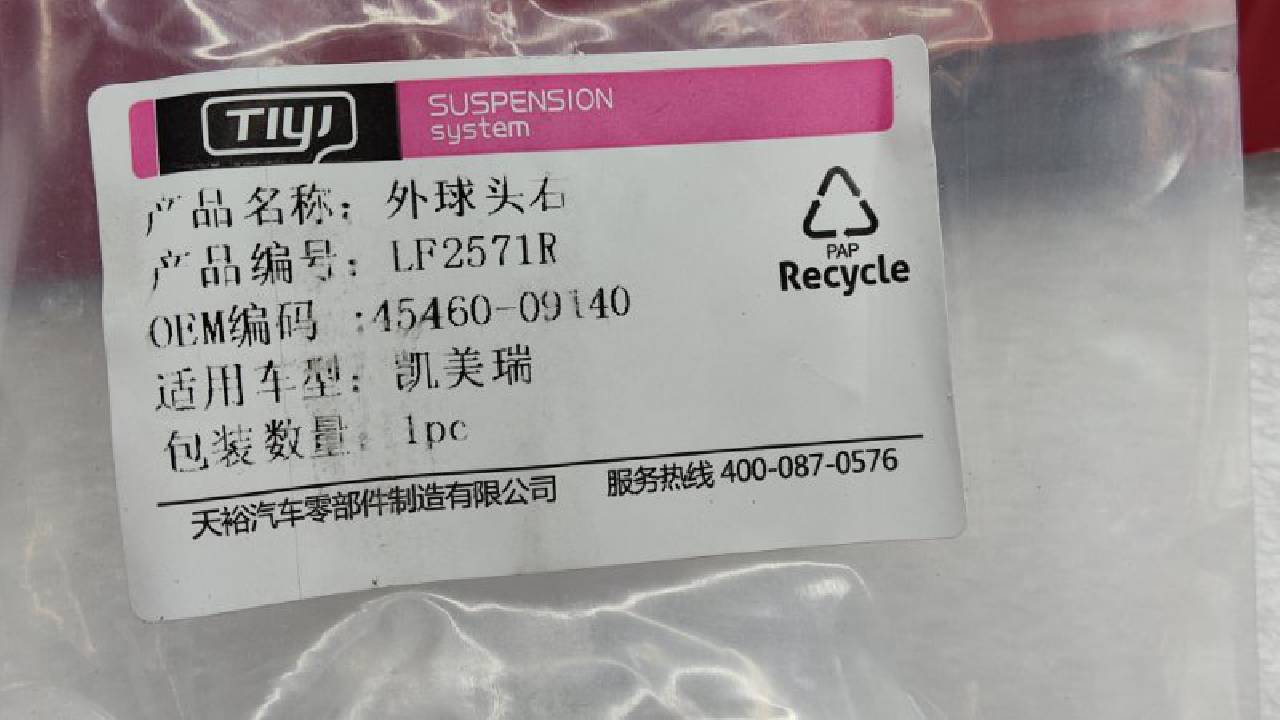 TIYJ
SUSPENSION
system
产品名称：外球头右
产品编号：LF2571R
OEM编码 :45460-09140
适用车型：凯美瑞
包装数量：1pc
PAP
Recycle
天裕汽车零部件制造有限公司 服务热线 400-087-0576